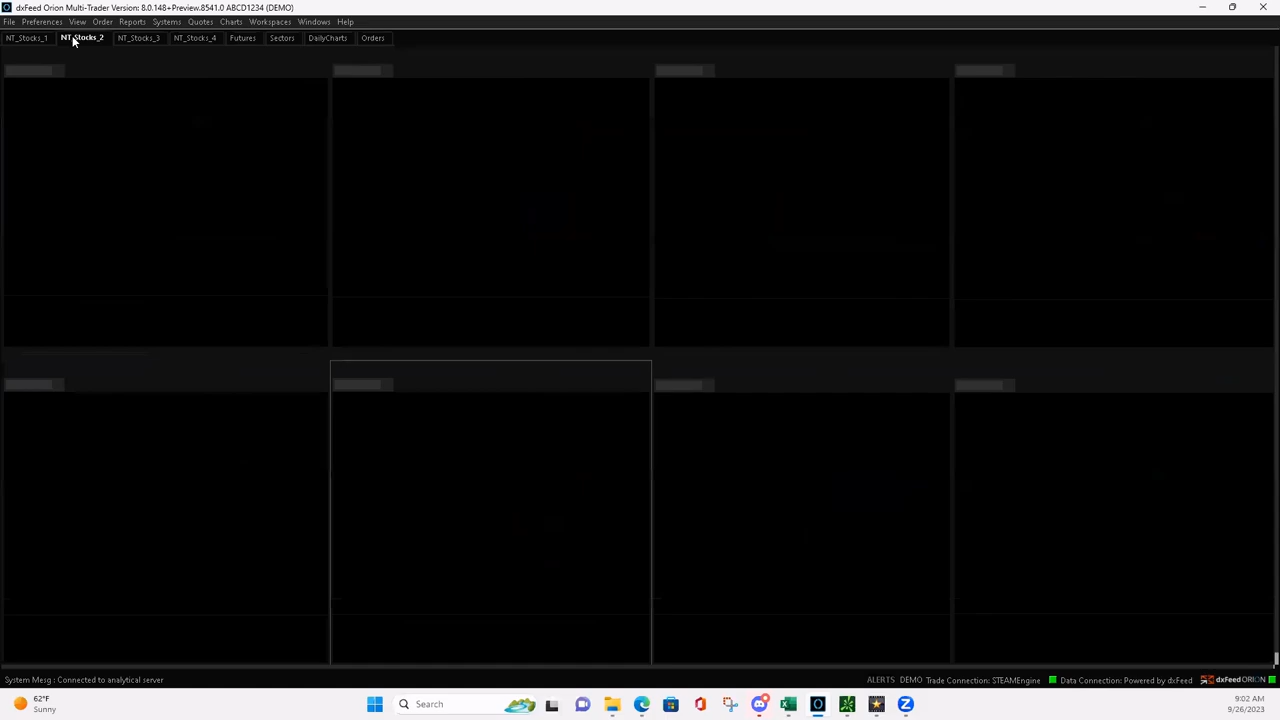 dxFeed Orion Multi-Trader Version: 8.0.148+Preview.8541.0 ABCD1234 (DEMO)
File Preferences View Order Reports Systems Quotes Charts Workspaces Windows Help
NT_Stocks_1 NT_Stocks_2 NT_Stocks_3 NT_Stocks_4 Futures Sectors DailyCharts Orders
System Mesg : Connected to analytical server ALERTS DEMO Trade Connection: STEAMEngine Data Connection: Powered by dxFeed dxFeed ORION
62°F
Sunny
Search
9:02 AM
9/26/2023